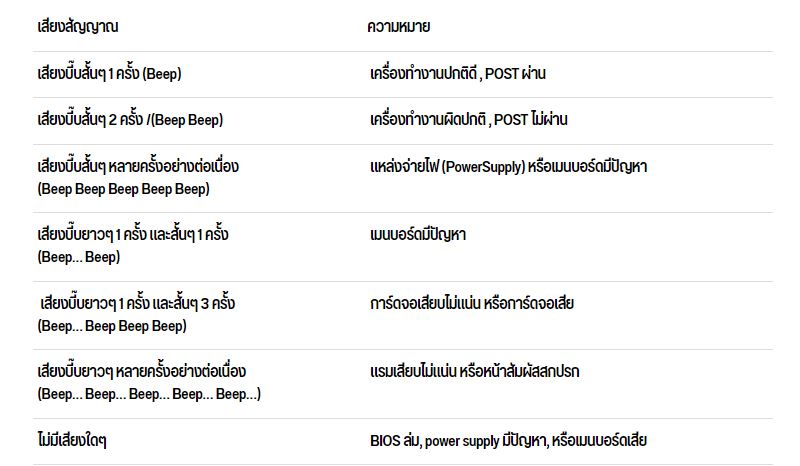 เสียงสัญญาณ ความหมาย
เสียงบี๊บสั้นๆ 1 ครั้ง (Beep) เครื่องทำงานปกติดี , POST ผ่าน
เสียงบี๊บสั้นๆ 2 ครั้ง /(Beep Beep) เครื่องทำงานผิดปกติ , POST ไม่ผ่าน
เสียงบี๊บสั้นๆ หลายครั้งอย่างต่อเนื่อง
(Beep Beep Beep Beep Beep)
แหล่งจ่ายไฟ (PowerSupply) หรือเมนบอร์ดมีปัญหา
เสียงบี๊บยาวๆ 1 ครั้ง และสั้นๆ 1 ครั้ง
(Beep... Beep)
เมนบอร์ดมีปัญหา
เสียงบี๊บยาวๆ 1 ครั้ง และสั้นๆ 3 ครั้ง
(Beep... Beep Beep Beep)
การ์ดจอเสียบไม่แน่น หรือการ์ดจอเสีย
เสียงบี๊บยาวๆ หลายครั้งอย่างต่อเนื่อง
(Beep... Beep... Beep... Beep... Beep...)
แรมเสียบไม่แน่น หรือหน้าสัมผัสสกปรก
ไม่มีเสียงใดๆ BIOS ล่ม, power supply มีปัญหา, หรือเมนบอร์ดเสีย